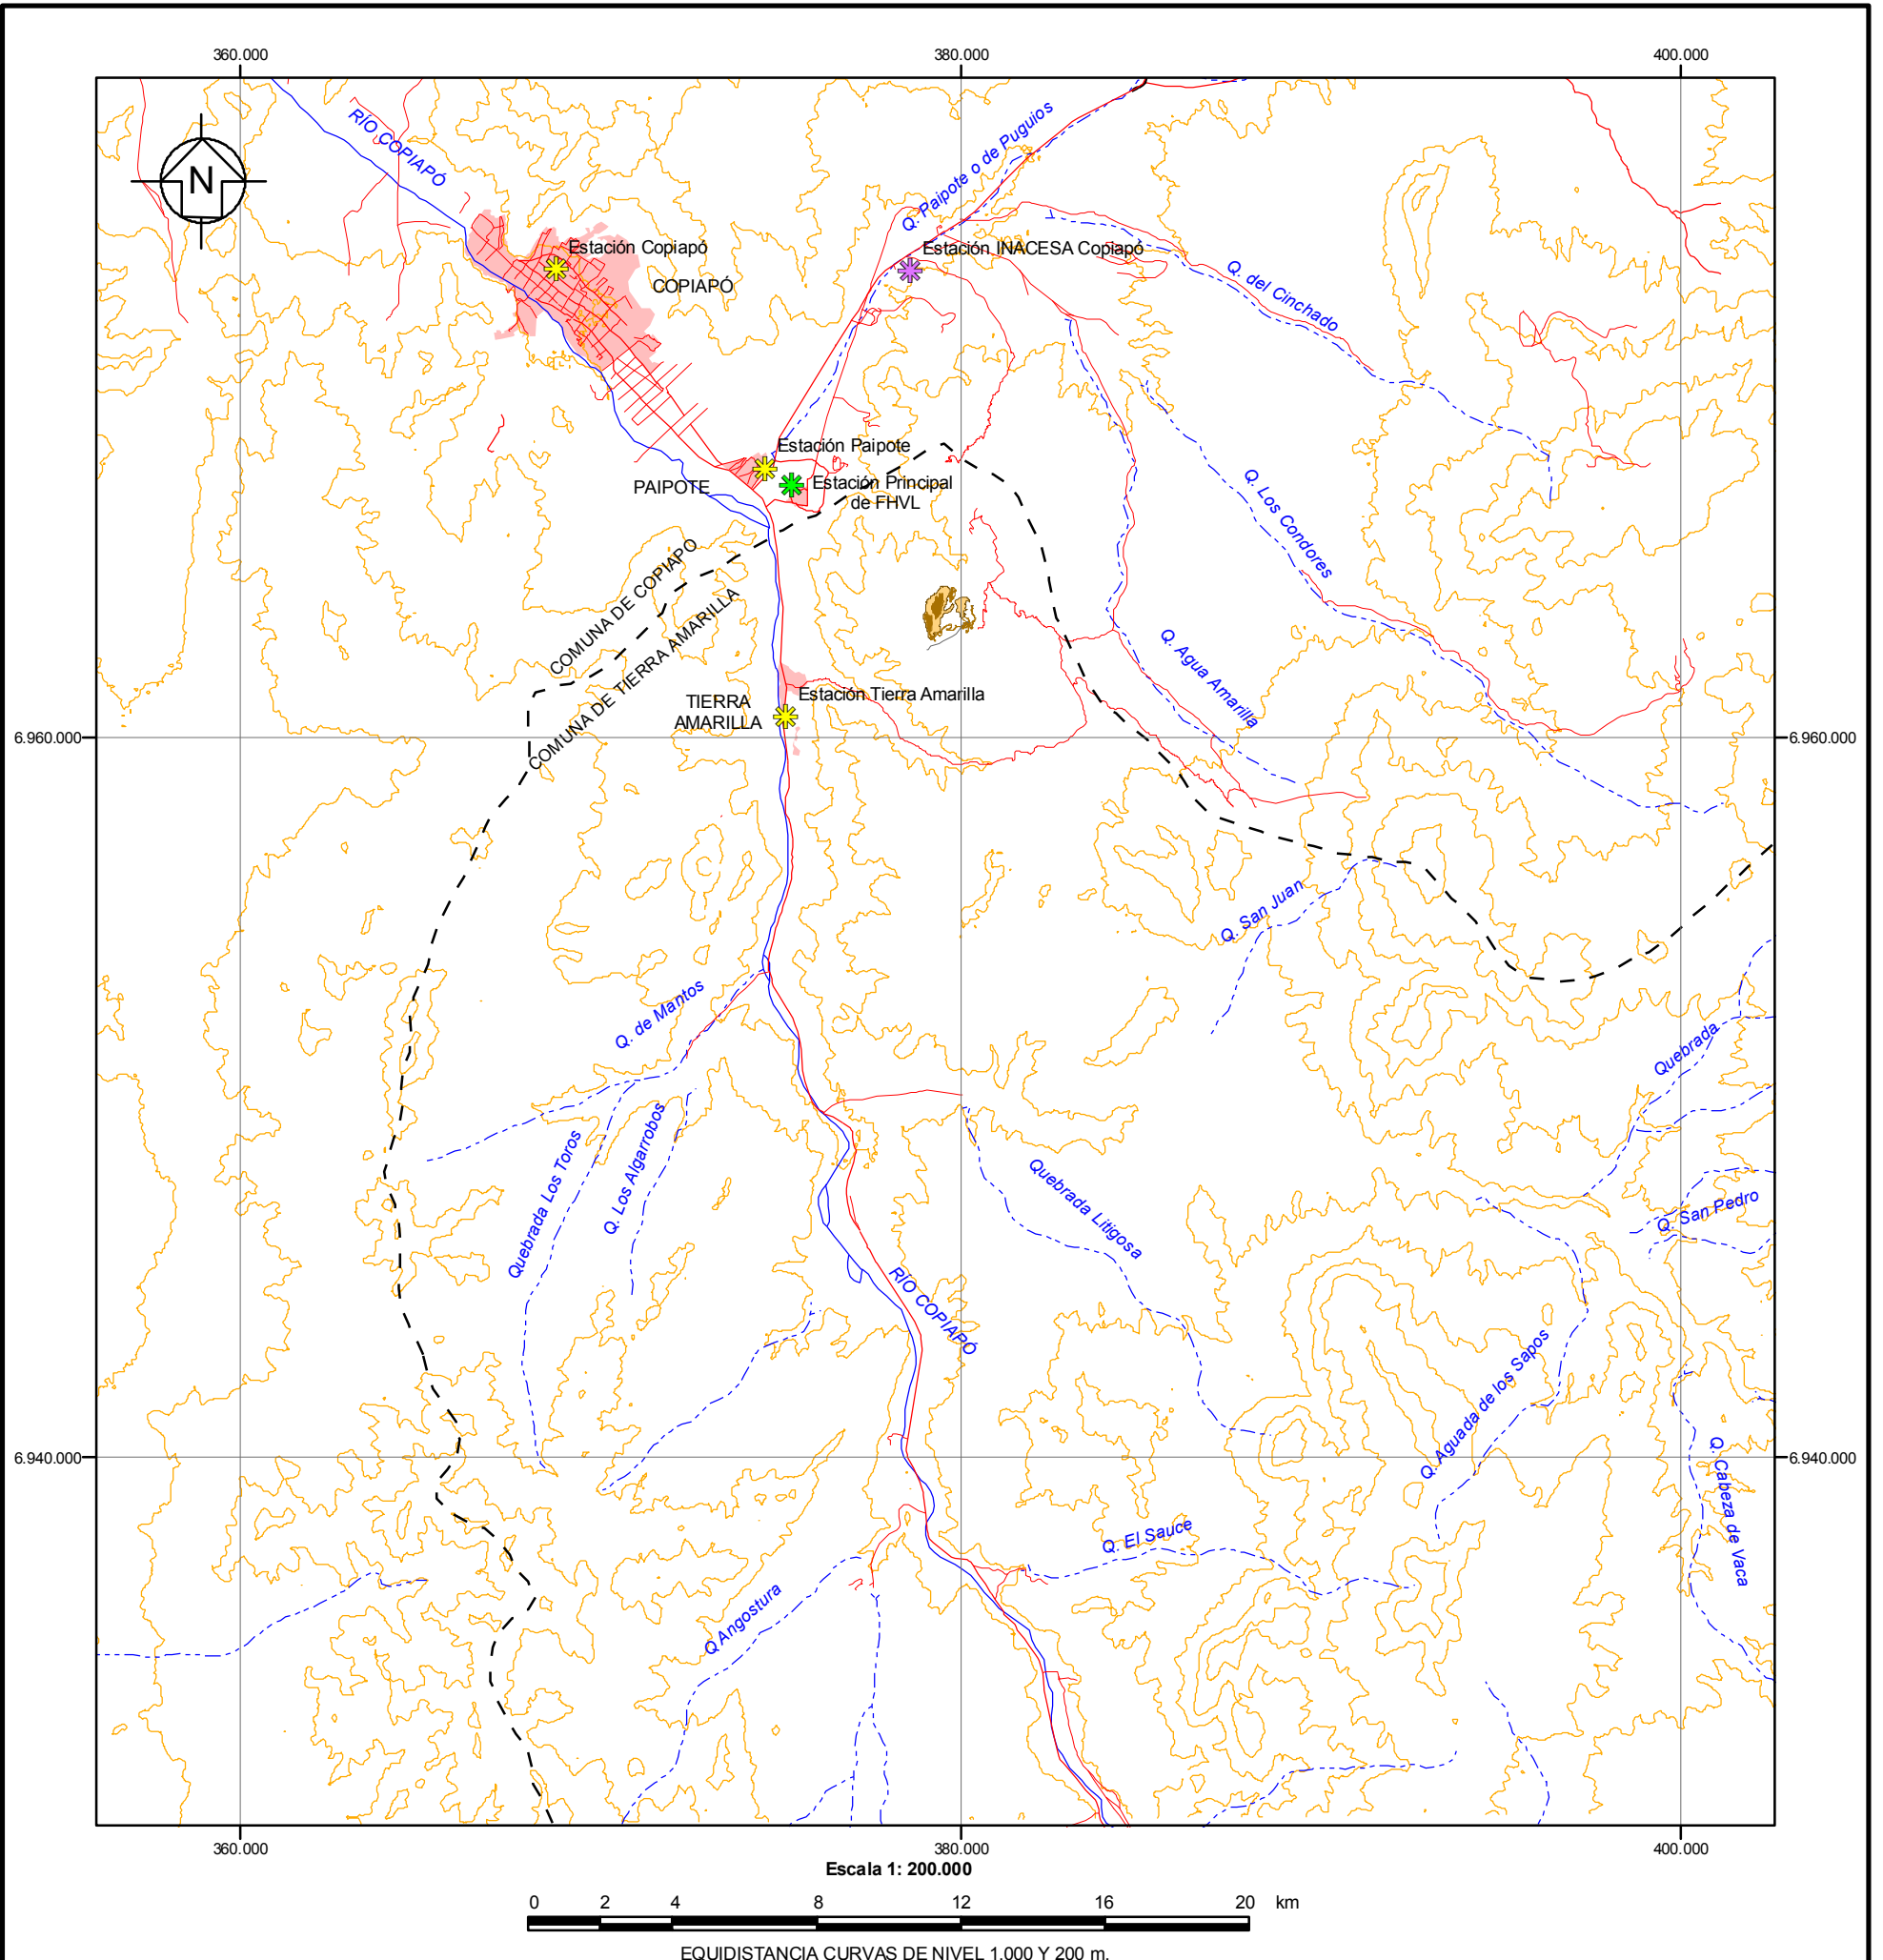 360.000
380.000
400.000
RÍO COPIAPÓ
Q. Paipote o de Puguios
N
Estación Copiapó
Estación INACESA Copiapó
COPIAPÓ
Q. del Cinchado
Estación Paipote
PAIPOTE
Estación Principal
de FHVL
Q. Los Condores
COMUNA DE COPIAPO
COMUNA DE TIERRA AMARILLA
Q. Agua Amarilla
TIERRA
AMARILLA
Estación Tierra Amarilla
6.960.000
6.960.000
Q. San Juan
Q. de Mantos
Quebrada
Quebrada Los Toros
Q. Los Algarrobos
Quebrada Litigosa
Q. San Pedro
RÍO COPIAPÓ
Q. Aguada de los Sapos
6.940.000
6.940.000
Q. Cabeza de Vaca
Q. El Sauce
Q Angostura
360.000
380.000
400.000
Escala 1: 200.000
0 2 4 8 12 16 20 km
EQUIDISTANCIA CURVAS DE NIVEL 1.000 Y 200 m.